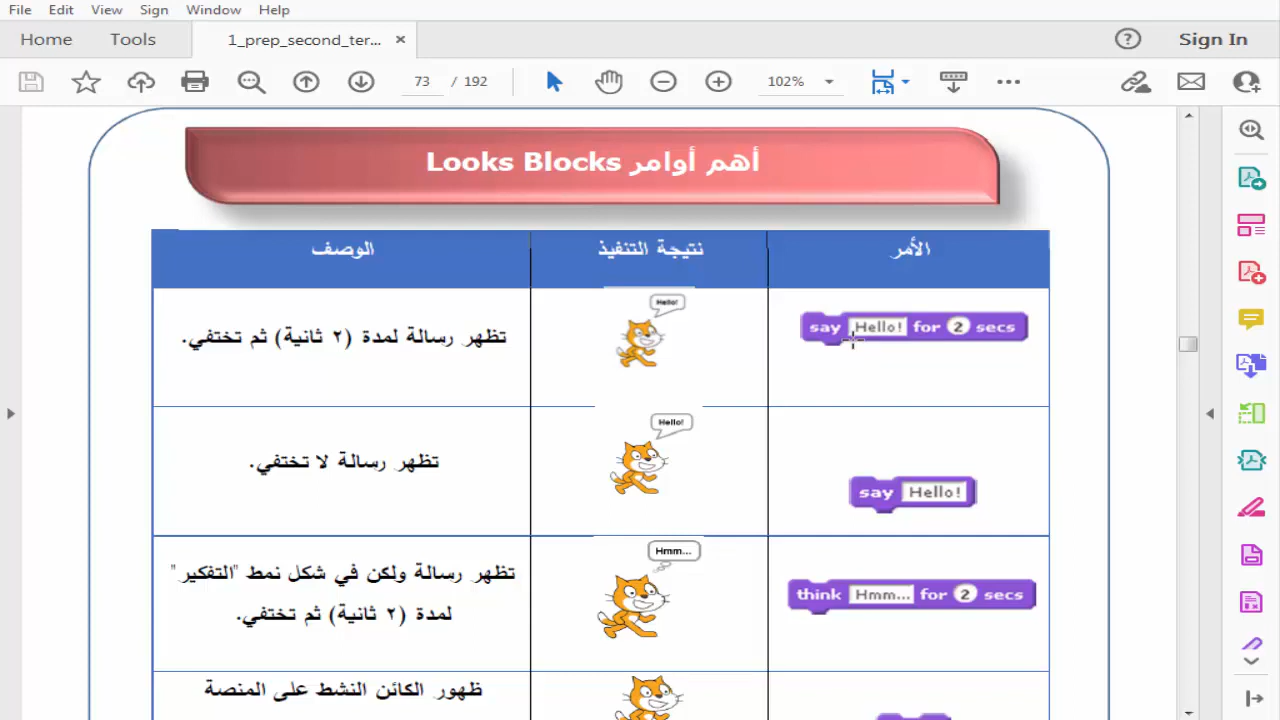 File Edit View Sign Window Help
Home Tools 1_prep_second_ter... × ? Sign In
73 / 192 102%
أهم أوامر Looks Blocks
الأمر نتيجة التنفيذ الوصف
say Hello! for 2 secs
Hello!
تظهر رسالة لمدة (٢ ثانية) ثم تختفي.
say Hello!
Hello!
تظهر رسالة لا تختفي.
think Hmm... for 2 secs
Hmm...
تظهر رسالة ولكن في شكل نمط "التفكير"
لمدة (٢ ثانية) ثم تختفي.
ظهور الكائن النشط على المنصة